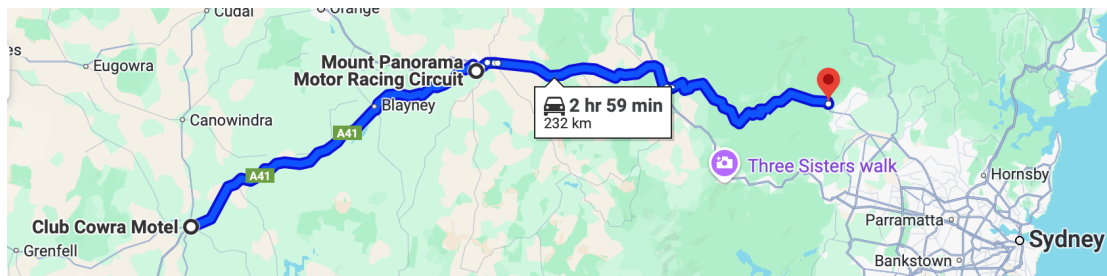 Cudal
Orange
es
Eugowra
Mount Panorama
Motor Racing Circuit
Blayney
2 hr 59 min
232 km
Canowindra
A41
A41
Three Sisters walk
Hornsby
Parramatta
Club Cowra Motel
Sydney
Grenfell
Bankstown